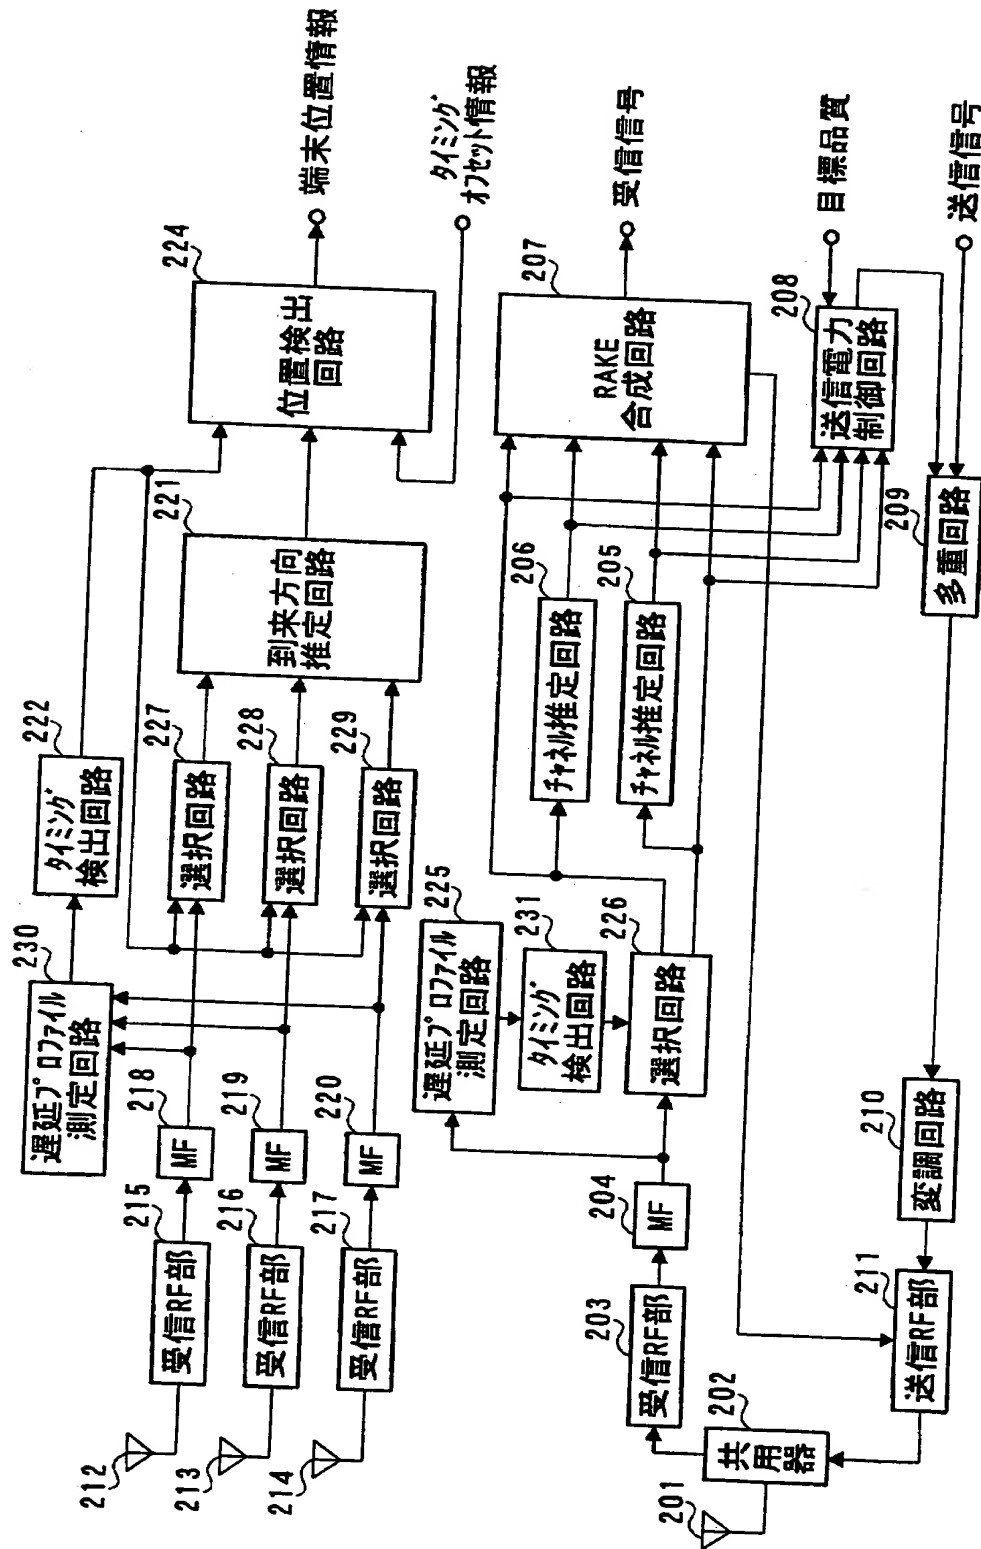 212
213
214
215
受信RF部
216
受信RF部
217
受信RF部
218
MF
219
MF
220
MF
230
遅延プロファイル
測定回路
222
タイミング
検出回路
227
選択回路
228
選択回路
229
選択回路
221
到来方向
推定回路
224
位置検出
回路
端末位置情報
タイミング
オフセット情報
201
202
共用器
203
受信RF部
204
MF
225
遅延プロファイル
測定回路
231
タイミング
検出回路
226
選択回路
206
チャネル推定回路
205
チャネル推定回路
207
RAKE
合成回路
受信信号
208
送信電力
制御回路
目標品質
209
多重回路
送信信号
210
変調回路
211
送信RF部